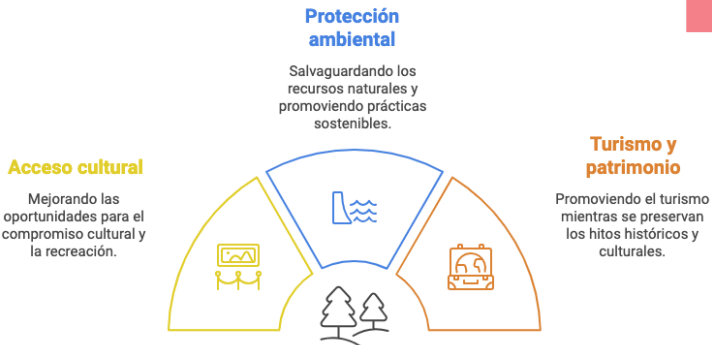 Protección
ambiental
Salvaguardando los
recursos naturales y
promoviendo prácticas
sostenibles.
Acceso cultural
Mejorando las
oportunidades para el
compromiso cultural y
la recreación.
Turismo y
patrimonio
Promoviendo el turismo
mientras se preservan
los hitos históricos y
culturales.